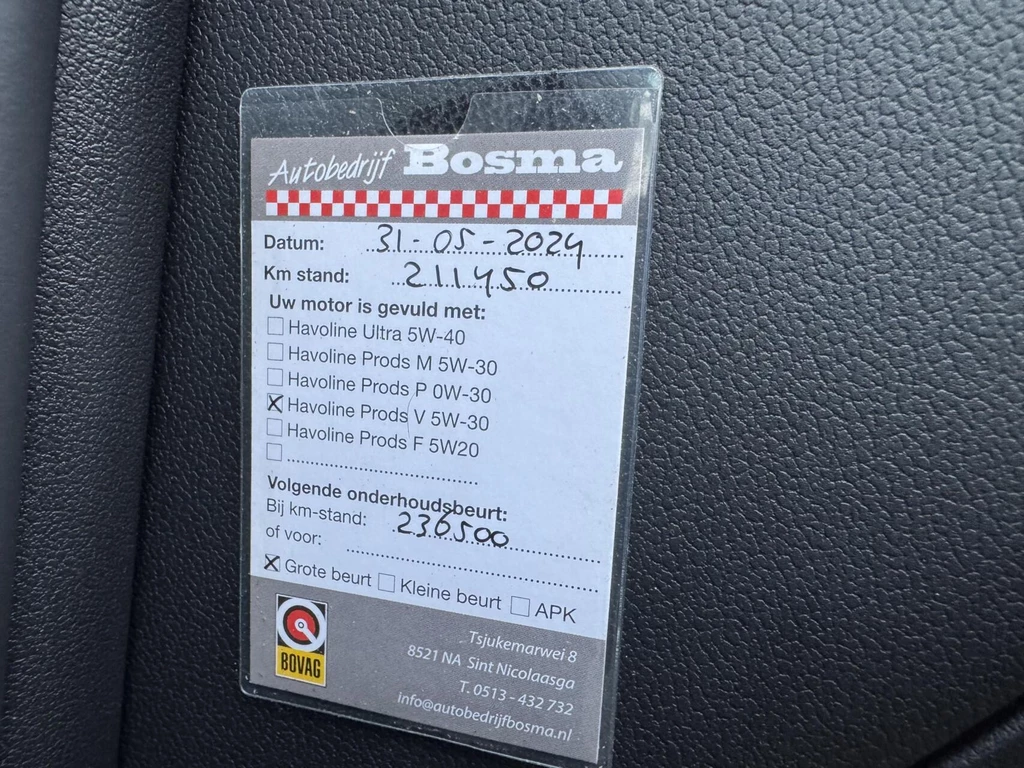 Autobedrijf Bosma
Datum: 31-05-2024
Km stand: 211450
Uw motor is gevuld met:
Havoline Ultra 5W-40
Havoline Prods M 5W-30
Havoline Prods P 0W-30
X Havoline Prods V 5W-30
Havoline Prods F 5W20
Volgende onderhoudsbeurt:
Bij km-stand: 236500
of voor:
X Grote beurt Kleine beurt APK
BOVAG
Tsjukemarwei 8
8521 NA Sint Nicolaasga
T. 0513 - 432 732
info@autobedrijfbosma.nl